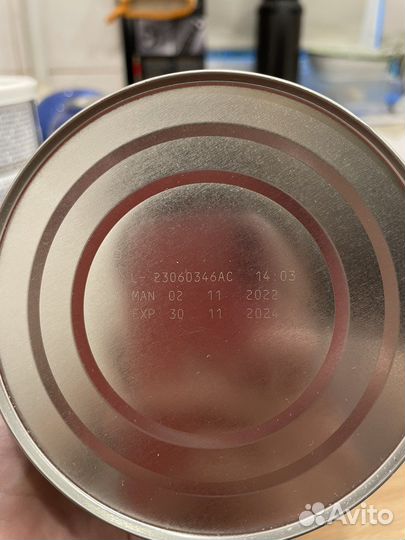 L- 23060346AC 14:03
MAN 02 11 2022
EXP 30 11 2024
Avito